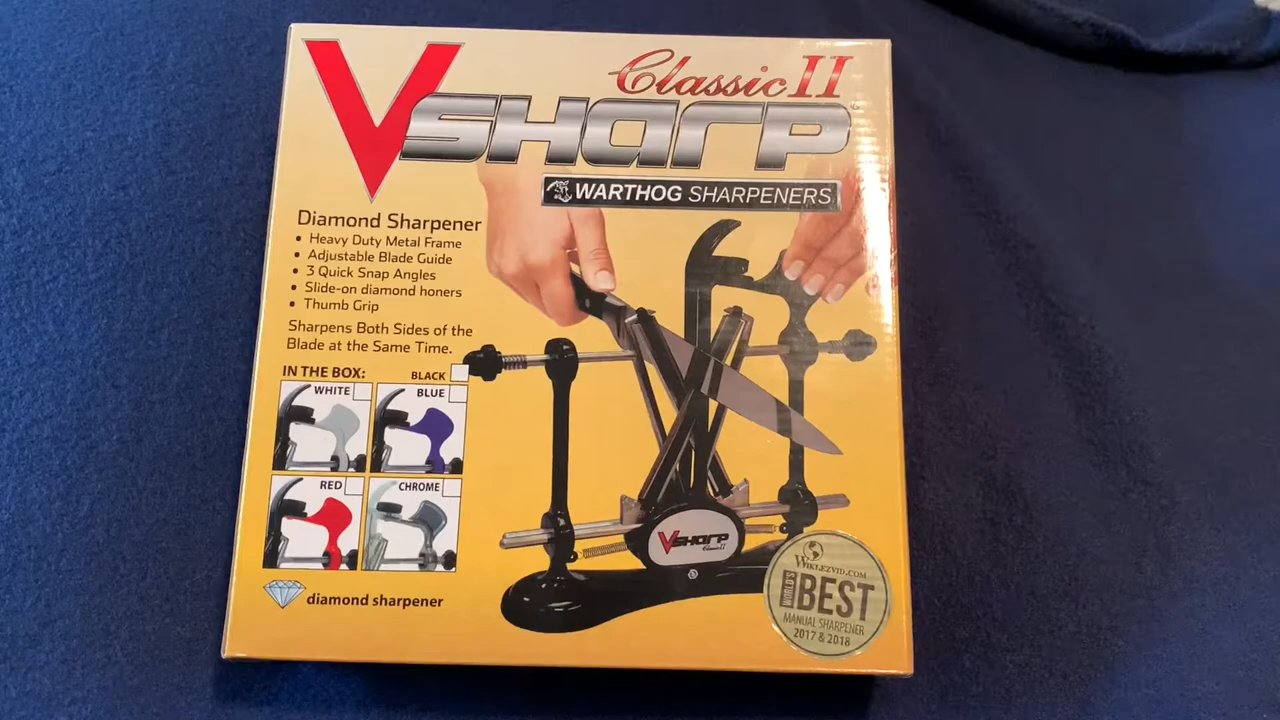 Classic II
VSHARP
WARTHOG SHARPENERS
Diamond Sharpener
• Heavy Duty Metal Frame
• Adjustable Blade Guide
• 3 Quick Snap Angles
• Slide-on diamond honers
• Thumb Grip
Sharpens Both Sides of the
Blade at the Same Time.
IN THE BOX:
BLACK
WHITE
BLUE
RED
CHROME
diamond sharpener
VSHARP
Classic II
WIKI.EZVID.COM
WORLD'S
BEST
MANUAL SHARPENER
2017 & 2018